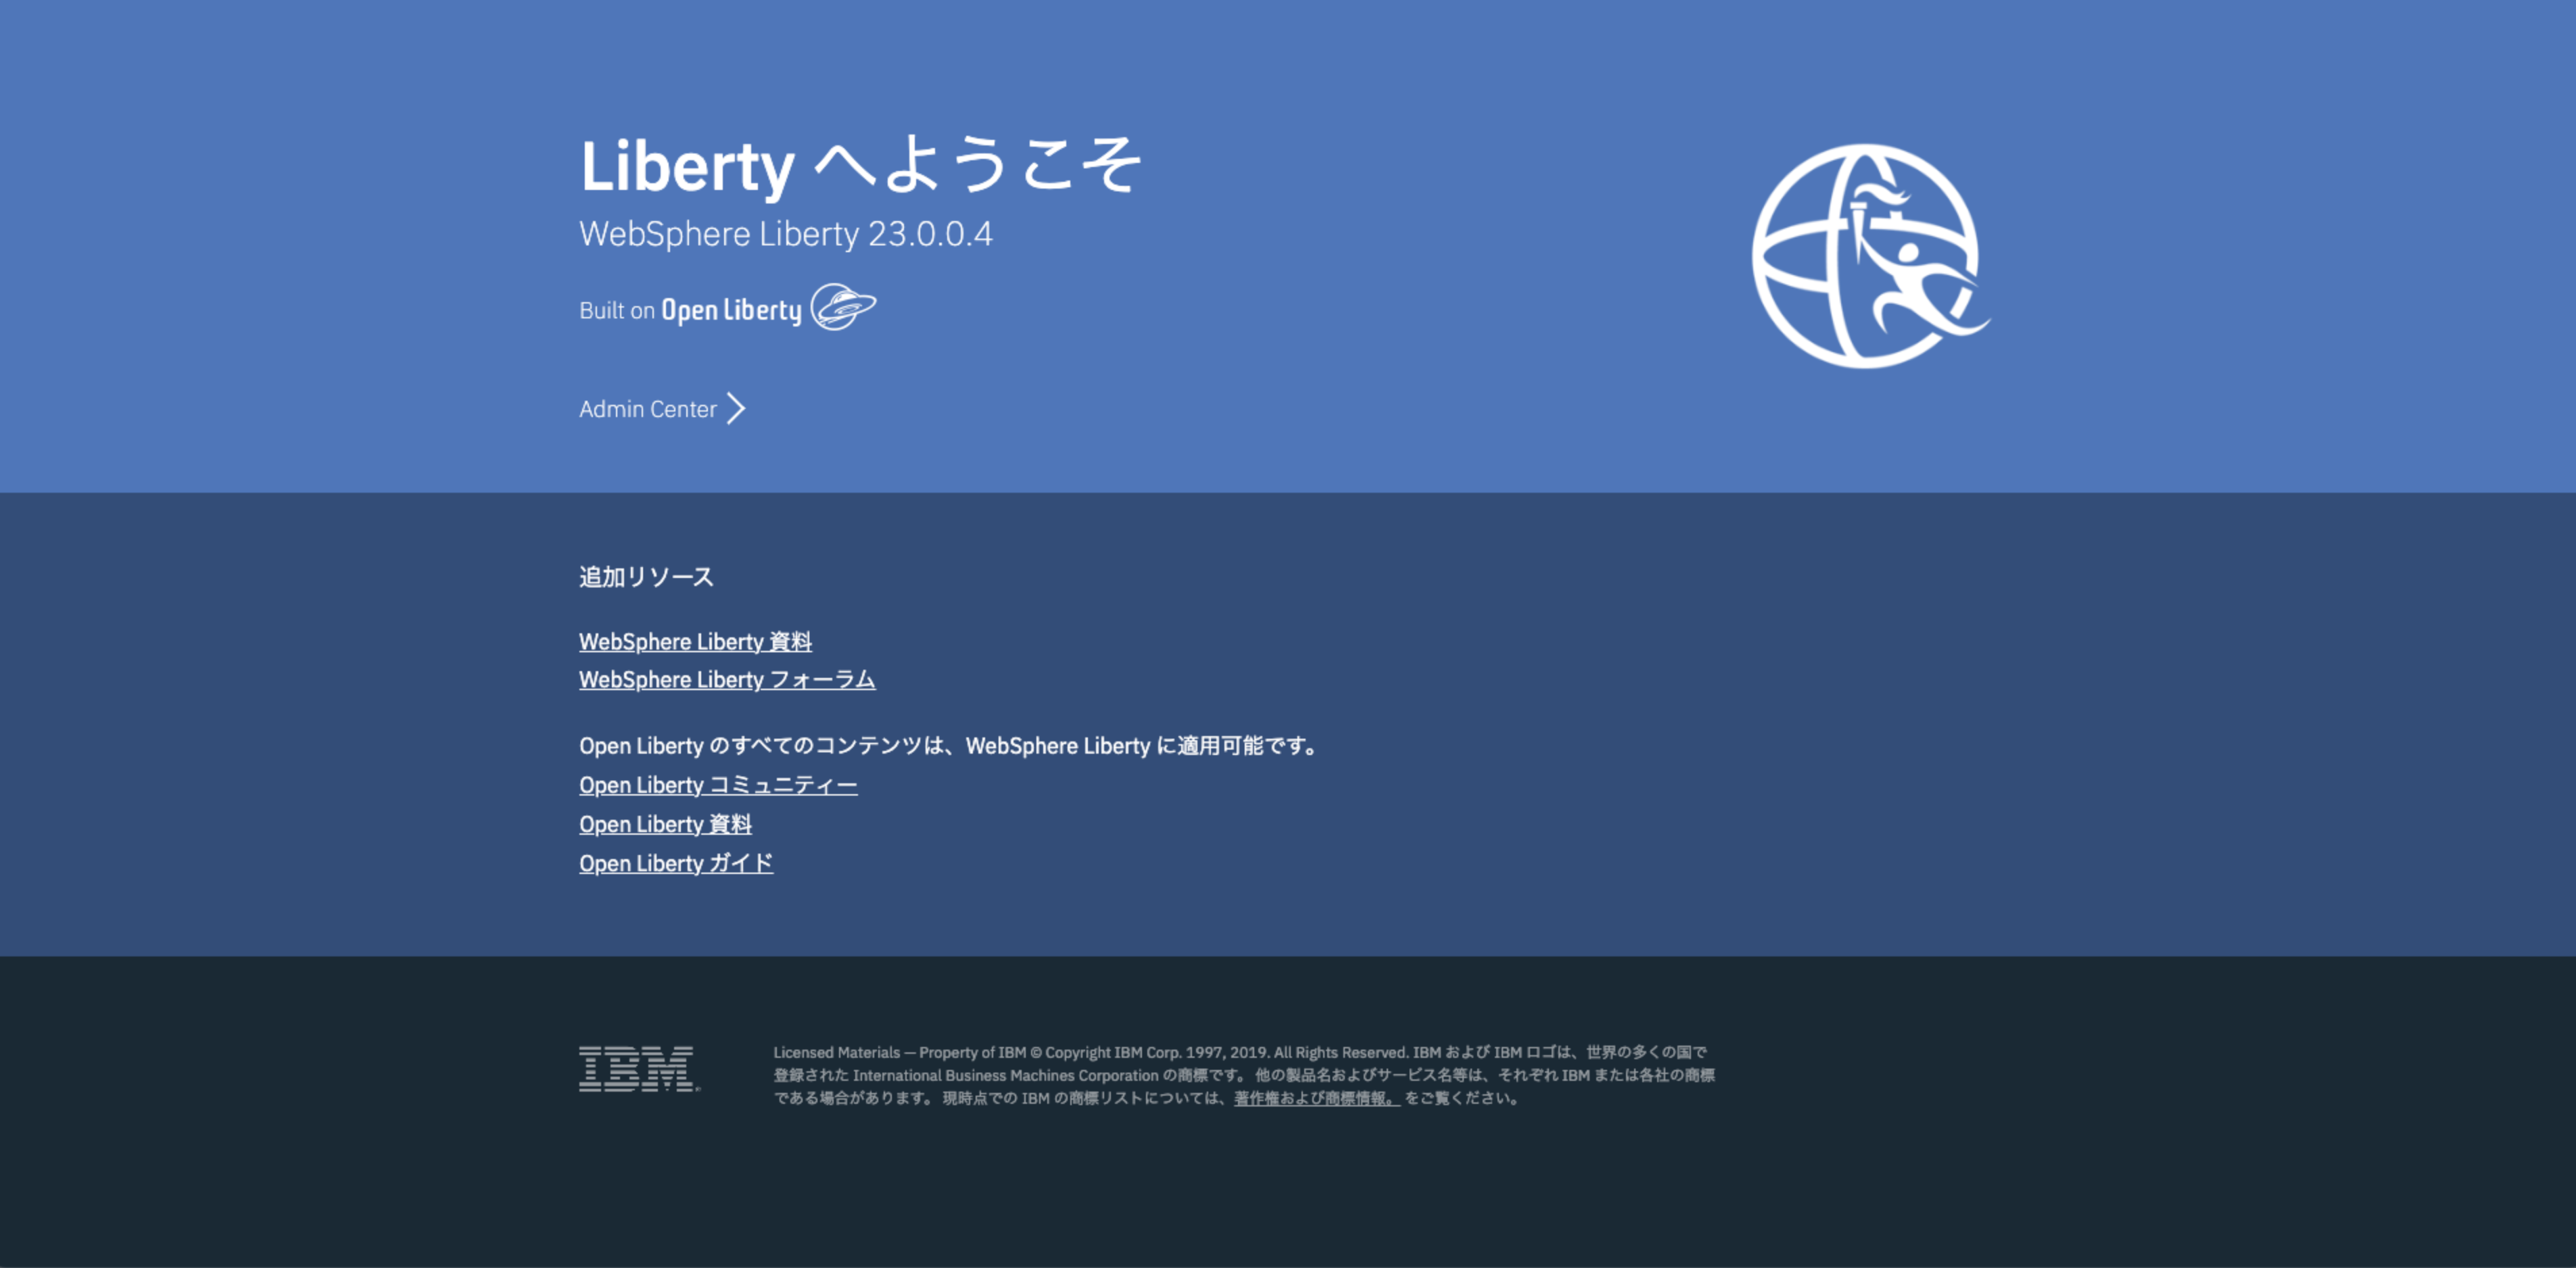 Liberty へようこそ
WebSphere Liberty 23.0.0.4
Built on Open Liberty
Admin Center
追加リソース
WebSphere Liberty 資料
WebSphere Liberty フォーラム
Open Liberty のすべてのコンテンツは、WebSphere Liberty に適用可能です。
Open Liberty コミュニティー
Open Liberty 資料
Open Liberty ガイド
IBM
Licensed Materials — Property of IBM © Copyright IBM Corp. 1997, 2019. All Rights Reserved. IBM および IBM ロゴは、世界の多くの国で
登録された International Business Machines Corporation の商標です。 他の製品名およびサービス名等は、それぞれ IBM または各社の商標
である場合があります。 現時点での IBM の商標リストについては、著作権および商標情報。 をご覧ください。